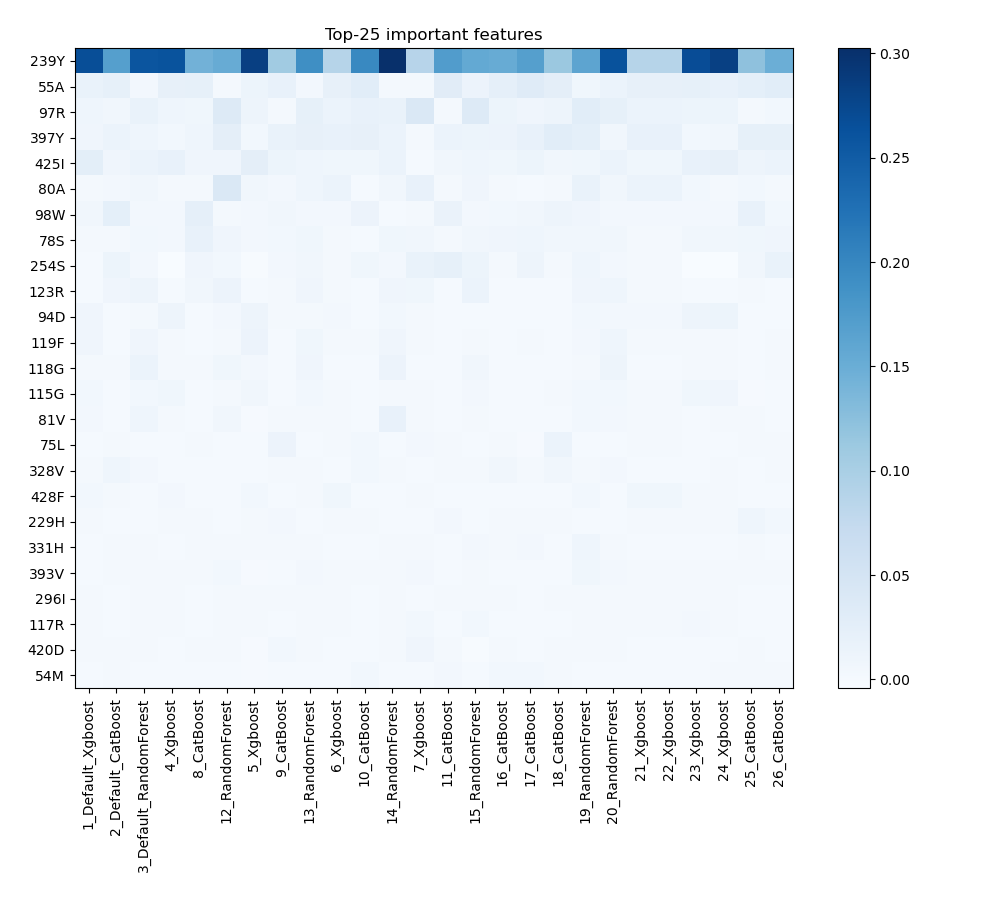 Top-25 important features
239Y
55A
97R
397Y
425I
80A
98W
78S
254S
123R
94D
119F
118G
115G
81V
75L
328V
428F
229H
331H
393V
296I
117R
420D
54M
1_Default_Xgboost
2_Default_CatBoost
3_Default_RandomForest
4_Xgboost
8_CatBoost
12_RandomForest
5_Xgboost
9_CatBoost
13_RandomForest
6_Xgboost
10_CatBoost
14_RandomForest
7_Xgboost
11_CatBoost
15_RandomForest
16_CatBoost
17_CatBoost
18_CatBoost
19_RandomForest
20_RandomForest
21_Xgboost
22_Xgboost
23_Xgboost
24_Xgboost
25_CatBoost
26_CatBoost
0.30
0.25
0.20
0.15
0.10
0.05
0.00